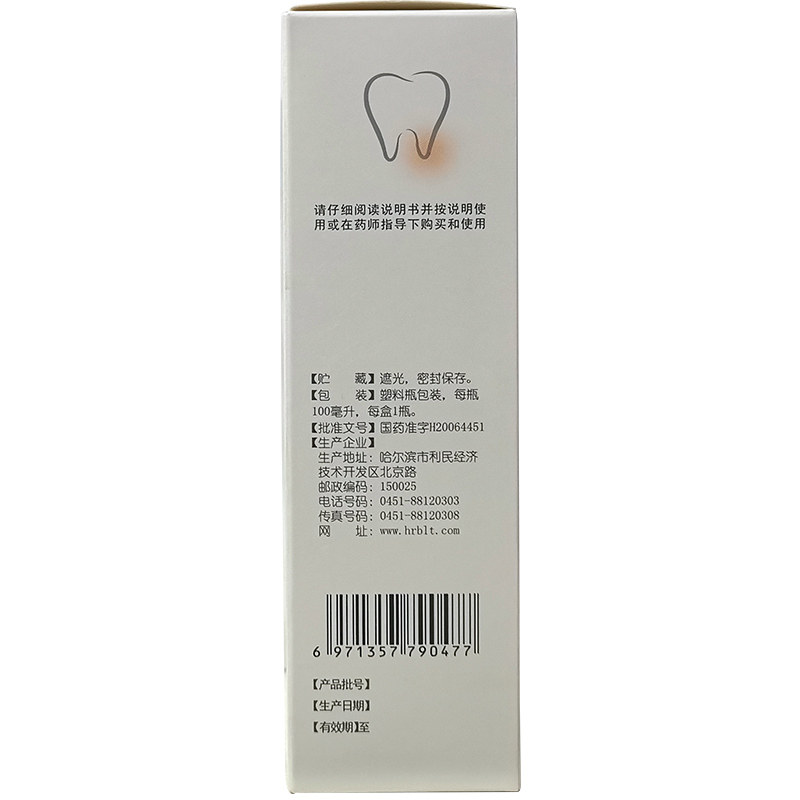 请仔细阅读说明书并按说明使
用或在药师指导下购买和使用
【贮　　藏】遮光，密封保存。
【包　　装】塑料瓶包装，每瓶
100毫升，每盒1瓶。
【批准文号】国药准字H20064451
【生产企业】
生产地址：哈尔滨市利民经济
技术开发区北京路
邮政编码：150025
电话号码：0451-88120303
传真号码：0451-88120308
网　　址：www.hrblt.com
6 971357 790477
【产品批号】
【生产日期】
【有效期】至